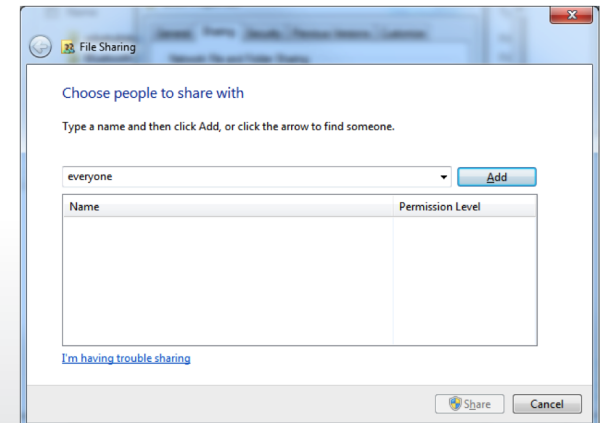 File Sharing
Choose people to share with
Type a name and then click Add, or click the arrow to find someone.
everyone
Add
Name Permission Level
I'm having trouble sharing
Share Cancel